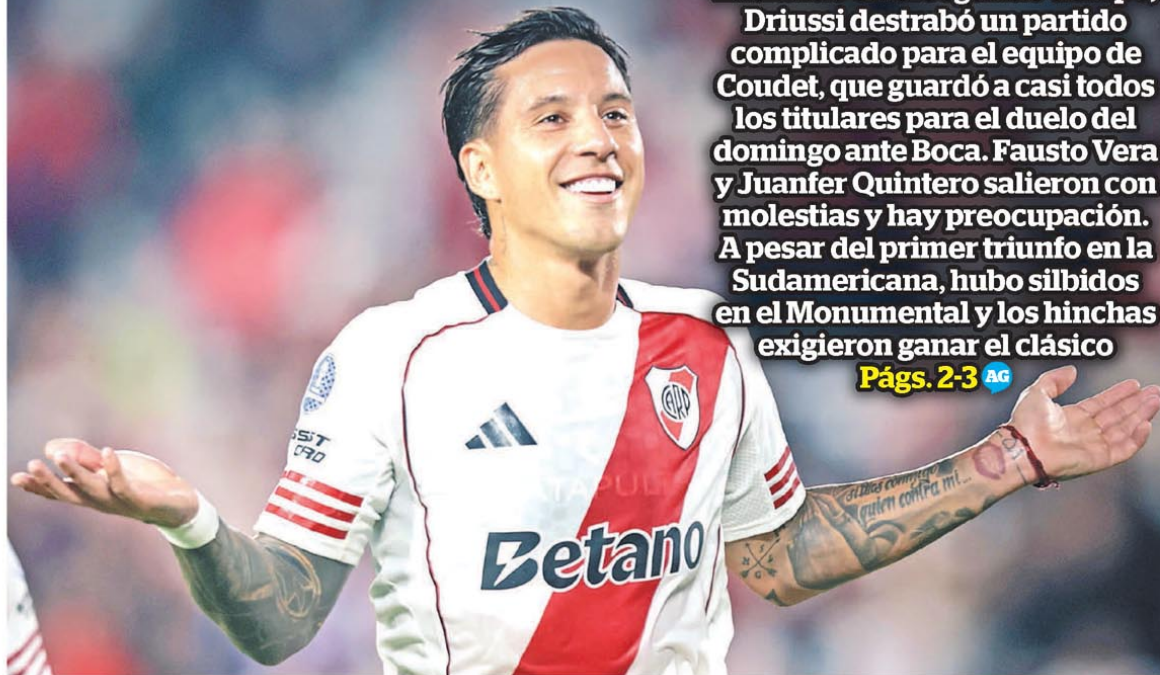 Driussi destrabó un partido
complicado para el equipo de
Coudet, que guardó a casi todos
los titulares para el duelo del
domingo ante Boca. Fausto Vera
y Juanfer Quintero salieron con
molestias y hay preocupación.
A pesar del primer triunfo en la
Sudamericana, hubo silbidos
en el Monumental y los hinchas
exigieron ganar el clásico
Págs. 2-3 AG
CARP
Betano
quien contra mi...